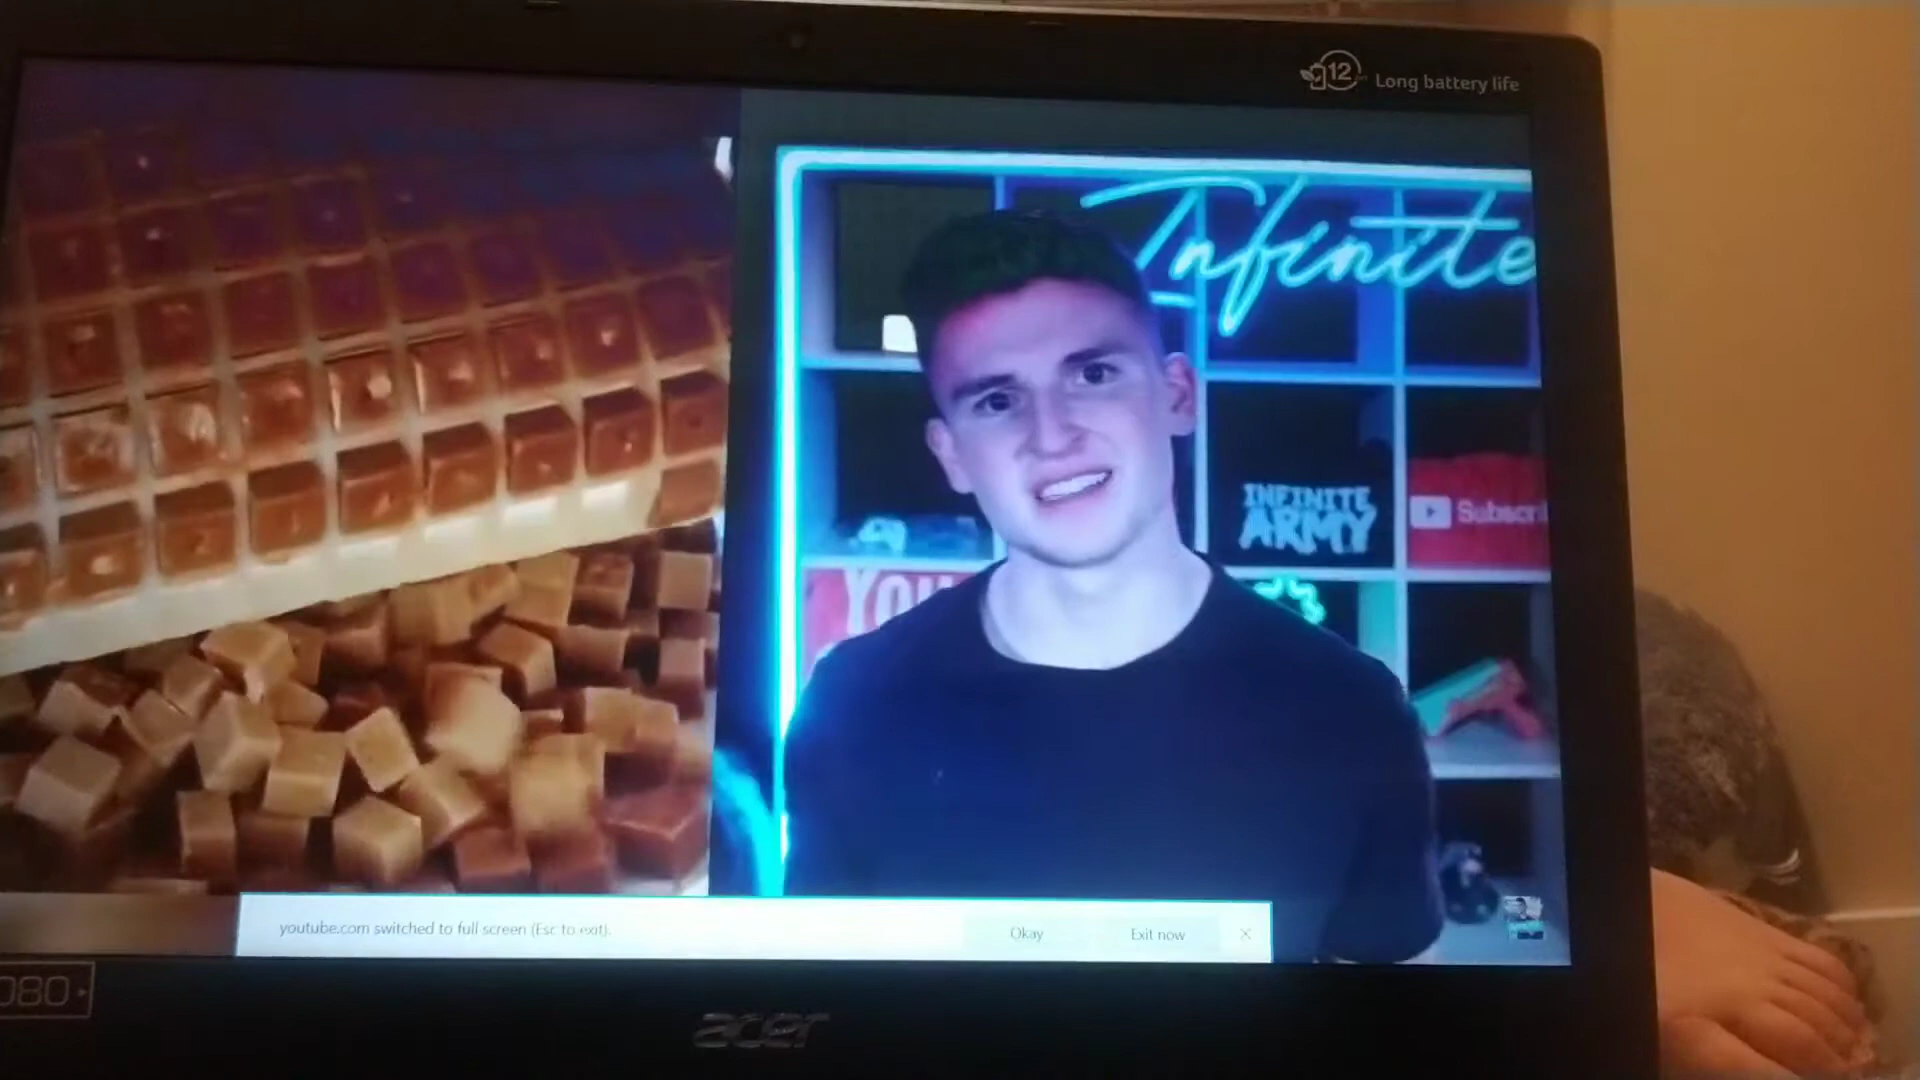 12
Long battery life
Infinite
INFINITE
ARMY
Subscri
YOU
youtube.com switched to full screen (Esc to exit).
Okay
Exit now
080
acer